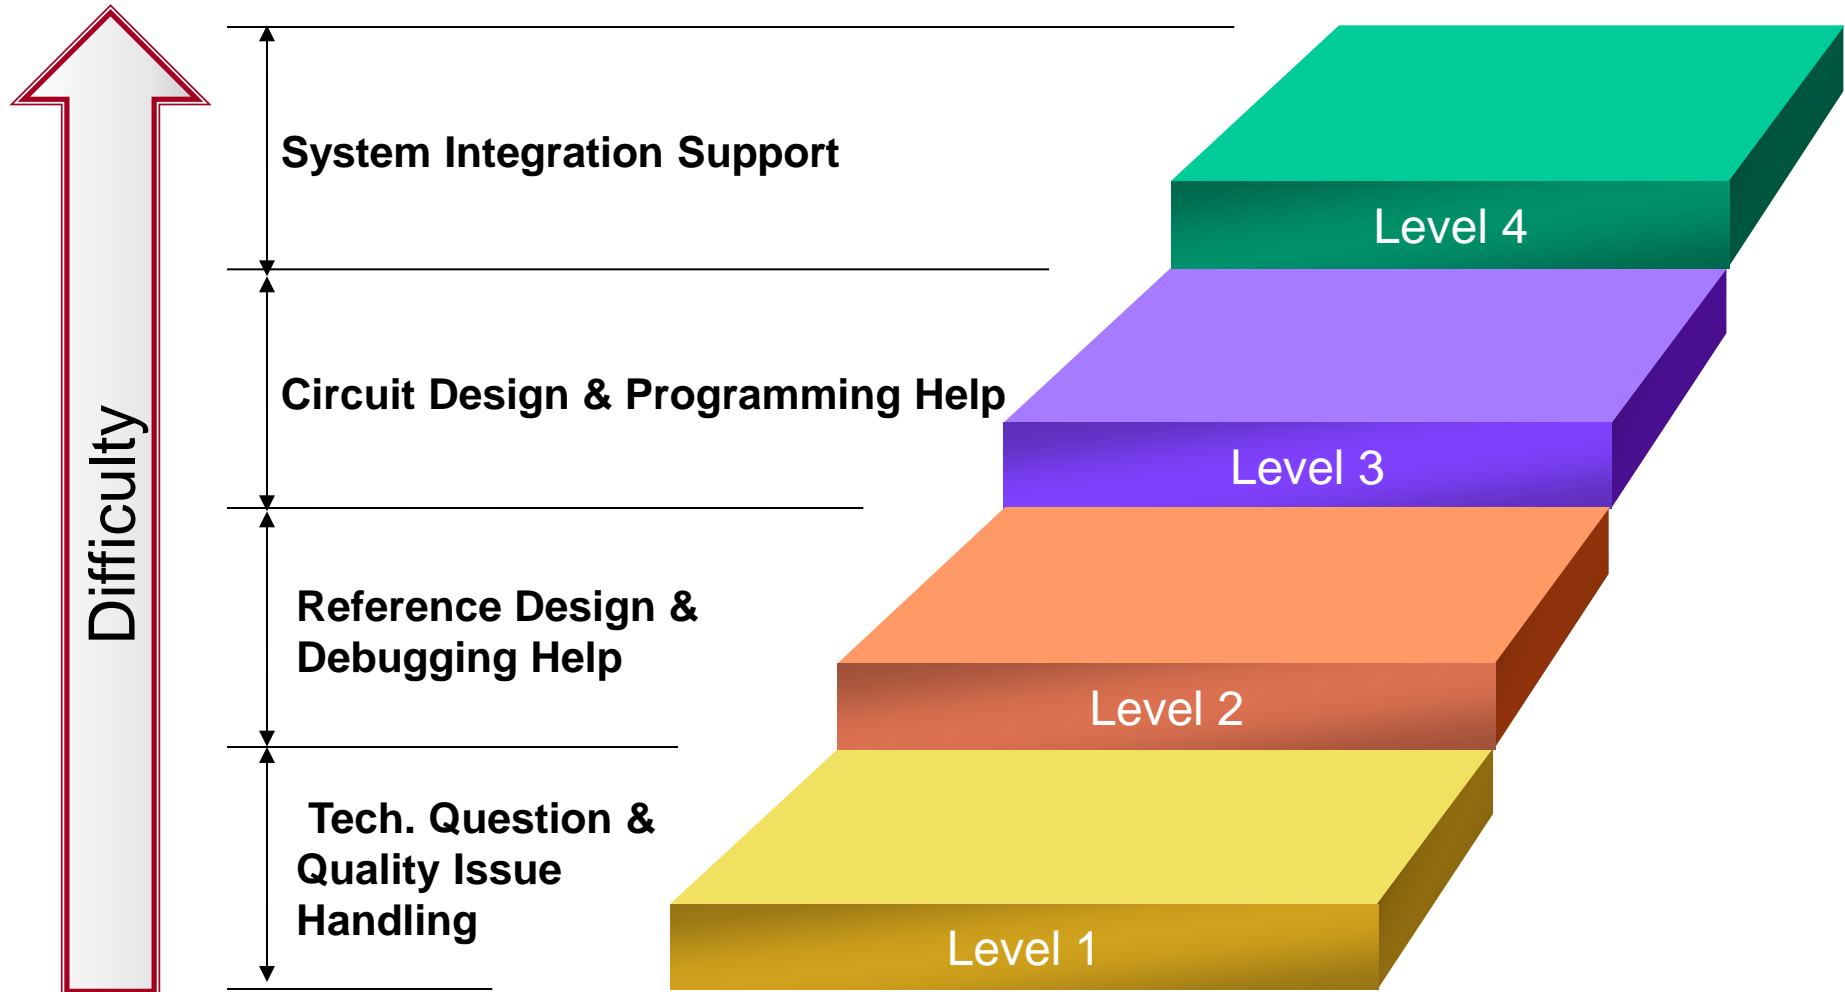 Difficulty
System Integration Support
Level 4
Circuit Design & Programming Help
Level 3
Reference Design &
Debugging Help
Level 2
Tech. Question &
Quality Issue
Handling
Level 1